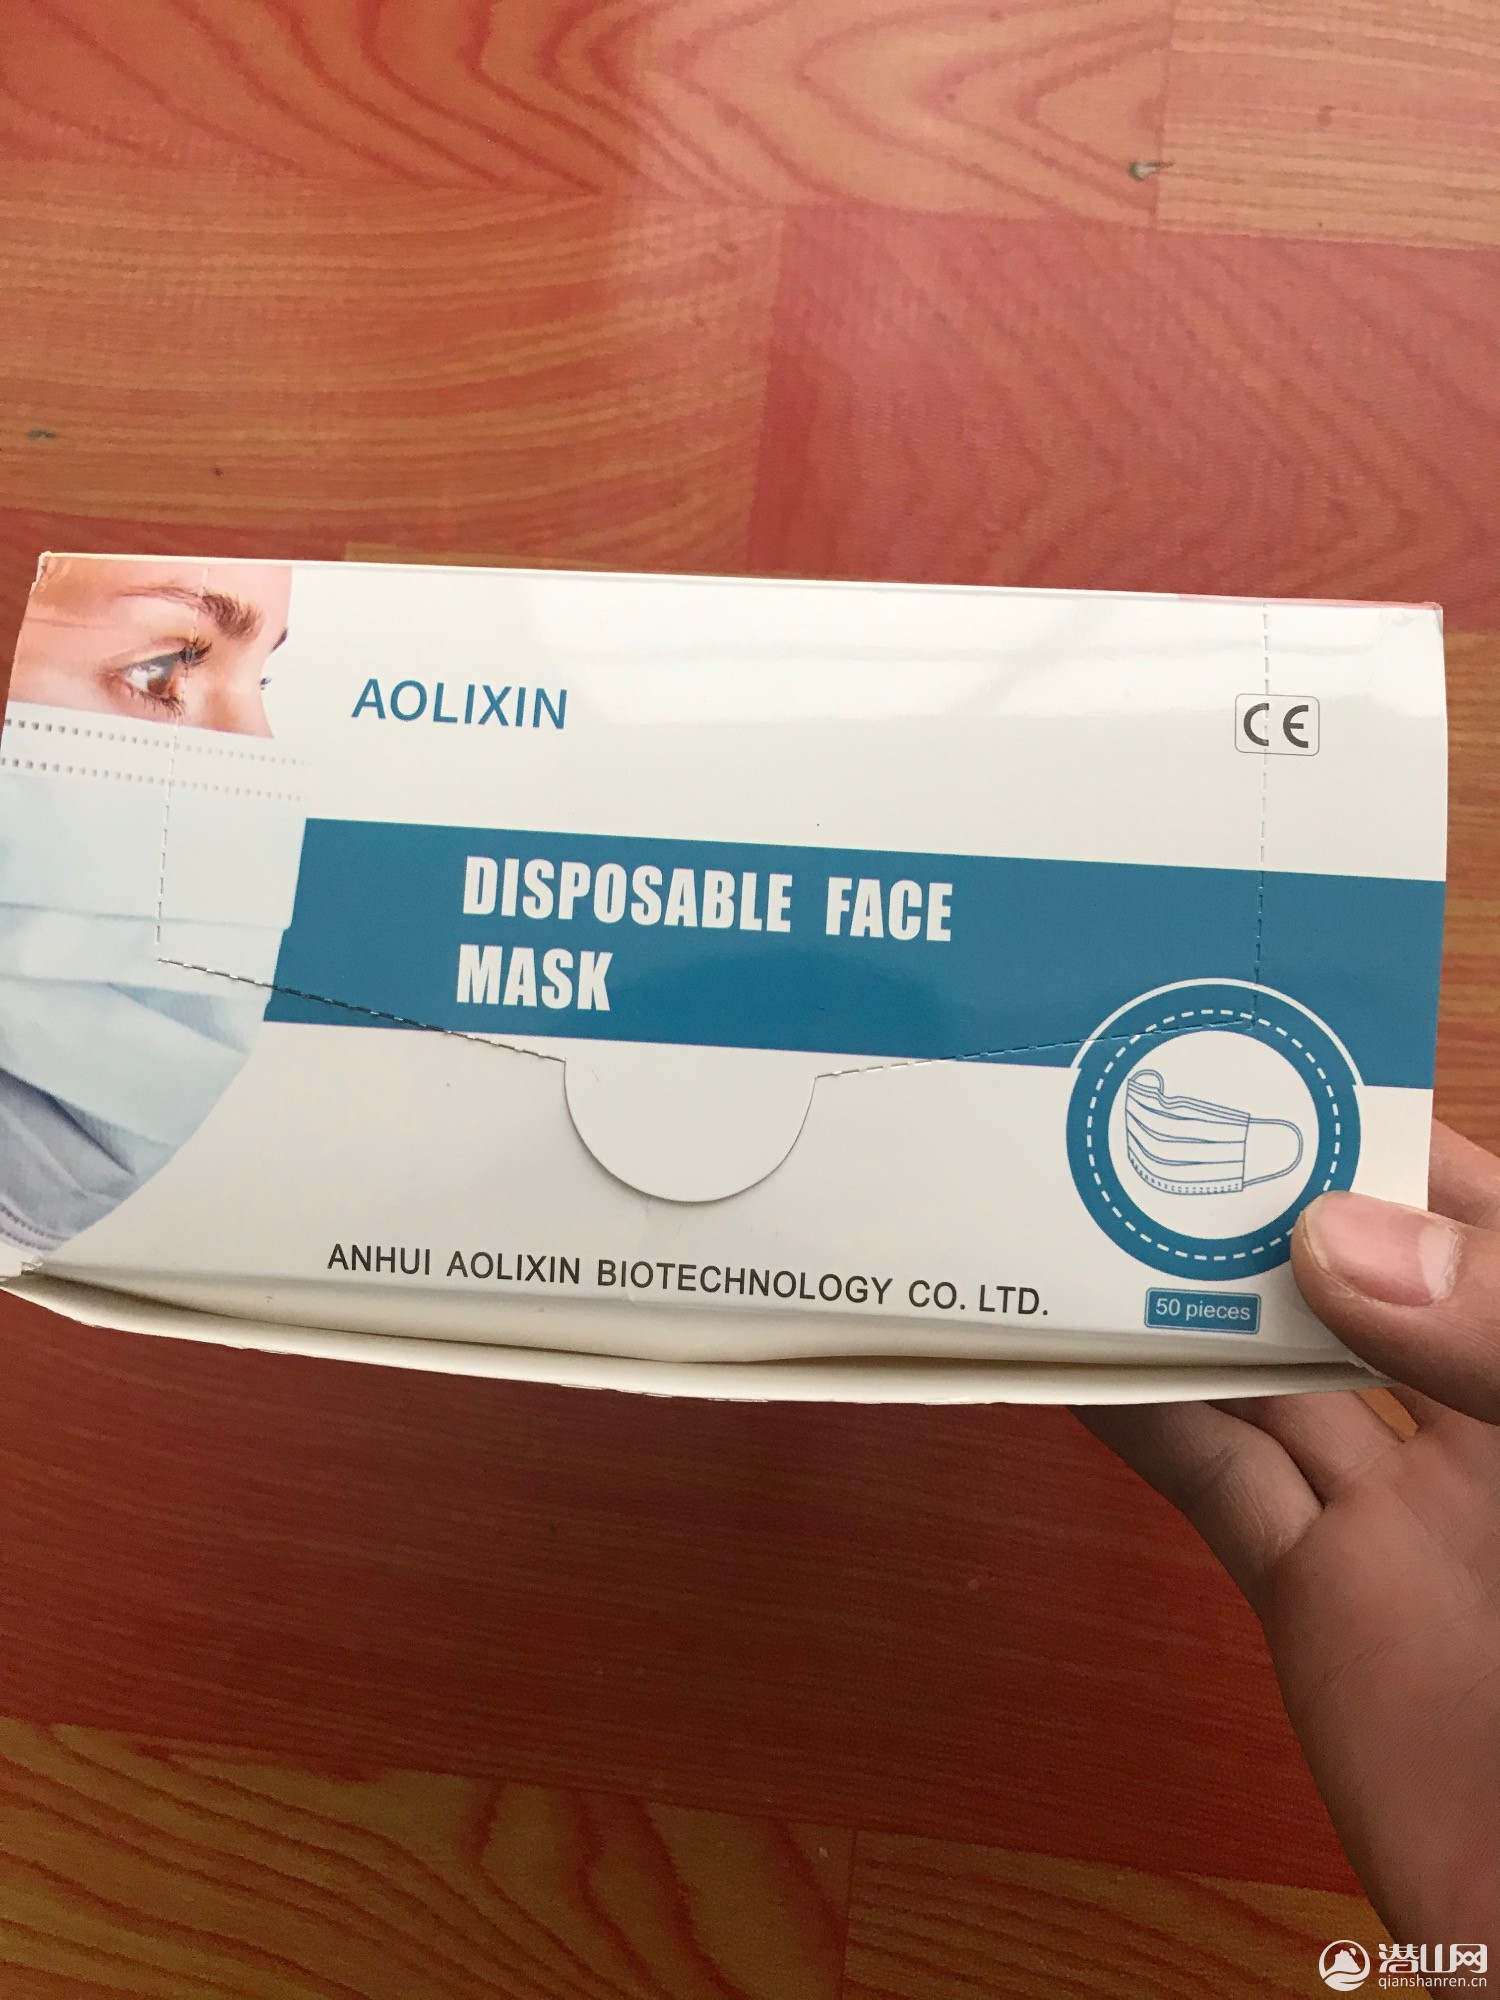 AOLIXIN
CE
DISPOSABLE FACE
MASK
ANHUI AOLIXIN BIOTECHNOLOGY CO. LTD.
50 pieces
潜山网
qianshanren.cn